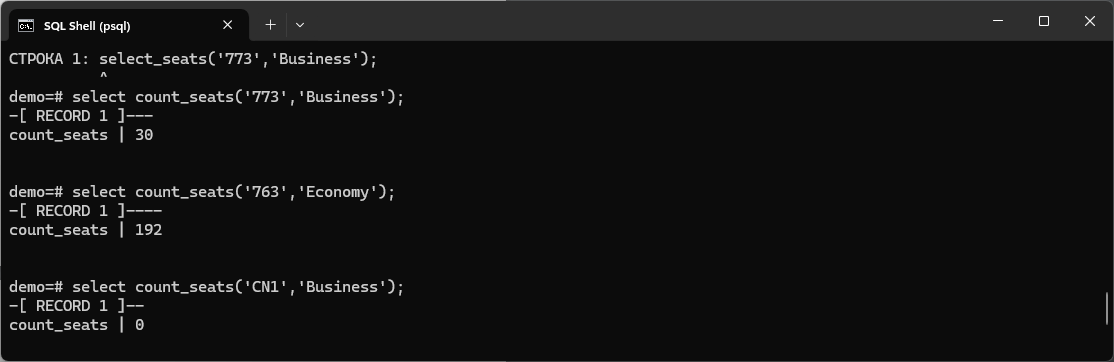 SQL Shell (psql)
СТРОКА 1: select_seats('773','Business');
^
demo=# select count_seats('773','Business');
-[ RECORD 1 ]---
count_seats | 30
demo=# select count_seats('763','Economy');
-[ RECORD 1 ]----
count_seats | 192
demo=# select count_seats('CN1','Business');
-[ RECORD 1 ]--
count_seats | 0